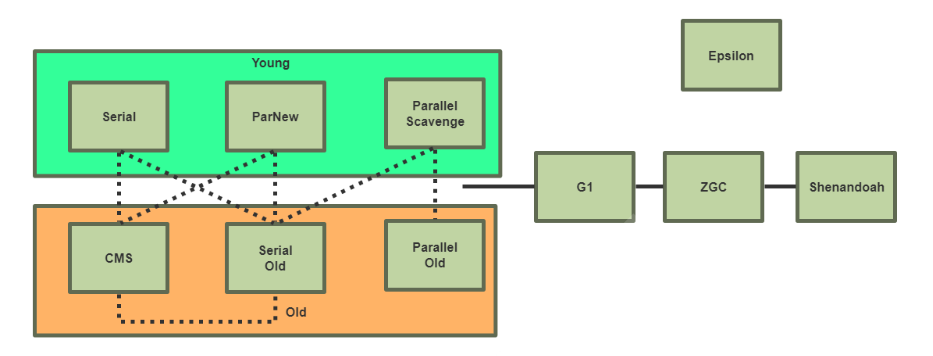 Young
Epsilon
Serial
ParNew
Parallel
Scavenge
G1
ZGC
Shenandoah
CMS
Serial
Old
Parallel
Old
Old